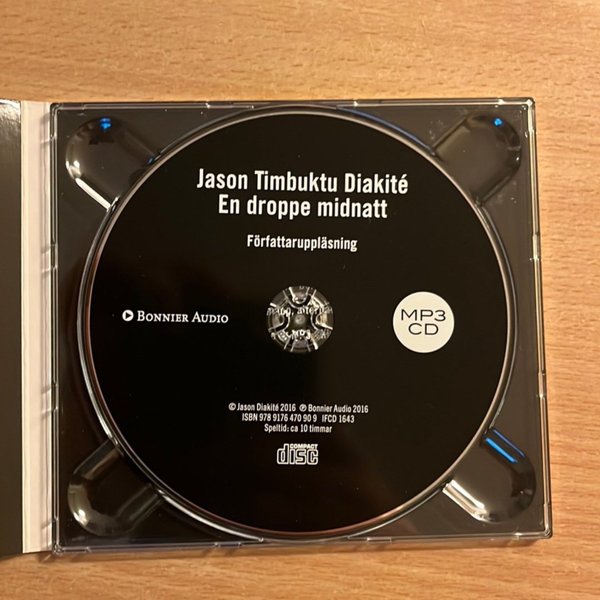 Jason Timbuktu Diakité
En droppe midnatt
Författaruppläsning
BONNIER AUDIO
MP3
CD
© Jason Diakité 2016 ℗ Bonnier Audio 2016
ISBN 978 9176 470 90 9 IFCD 1643
Speltid: ca 10 timmar
COMPACT
disc